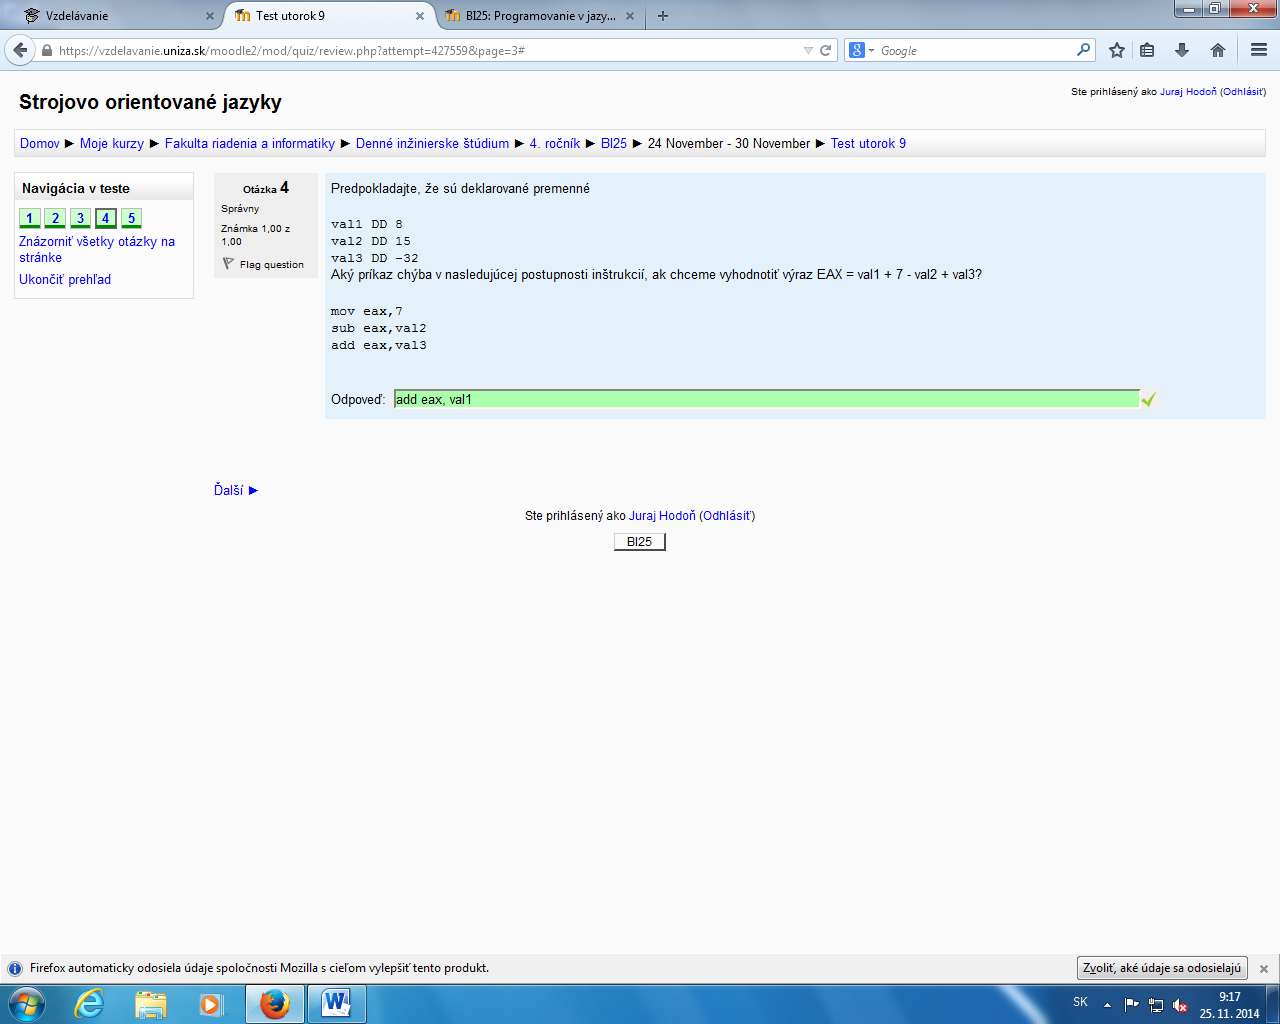 Vzdelávanie
Test utorok 9
BI25: Programovanie v jazy...
https://vzdelavanie.uniza.sk/moodle2/mod/quiz/review.php?attempt=427559&page=3#
Google
Strojovo orientované jazyky
Ste prihlásený ako Juraj Hodoň (Odhlásiť)
Domov ► Moje kurzy ► Fakulta riadenia a informatiky ► Denné inžinierske štúdium ► 4. ročník ► BI25 ► 24 November - 30 November ► Test utorok 9
Navigácia v teste
1 2 3 4 5
Znázorniť všetky otázky na
stránke
Ukončiť prehľad
Otázka 4
Správny
Známka 1,00 z
1,00
Flag question
Predpokladajte, že sú deklarované premenné
val1 DD 8
val2 DD 15
val3 DD -32
Aký príkaz chýba v nasledujúcej postupnosti inštrukcií, ak chceme vyhodnotiť výraz EAX = val1 + 7 - val2 + val3?
mov eax,7
sub eax,val2
add eax,val3
Odpoveď: add eax, val1
Ďalší ►
Ste prihlásený ako Juraj Hodoň (Odhlásiť)
BI25
Firefox automaticky odosiela údaje spoločnosti Mozilla s cieľom vylepšiť tento produkt.
Zvoliť, aké údaje sa odosielajú
SK
9:17
25. 11. 2014